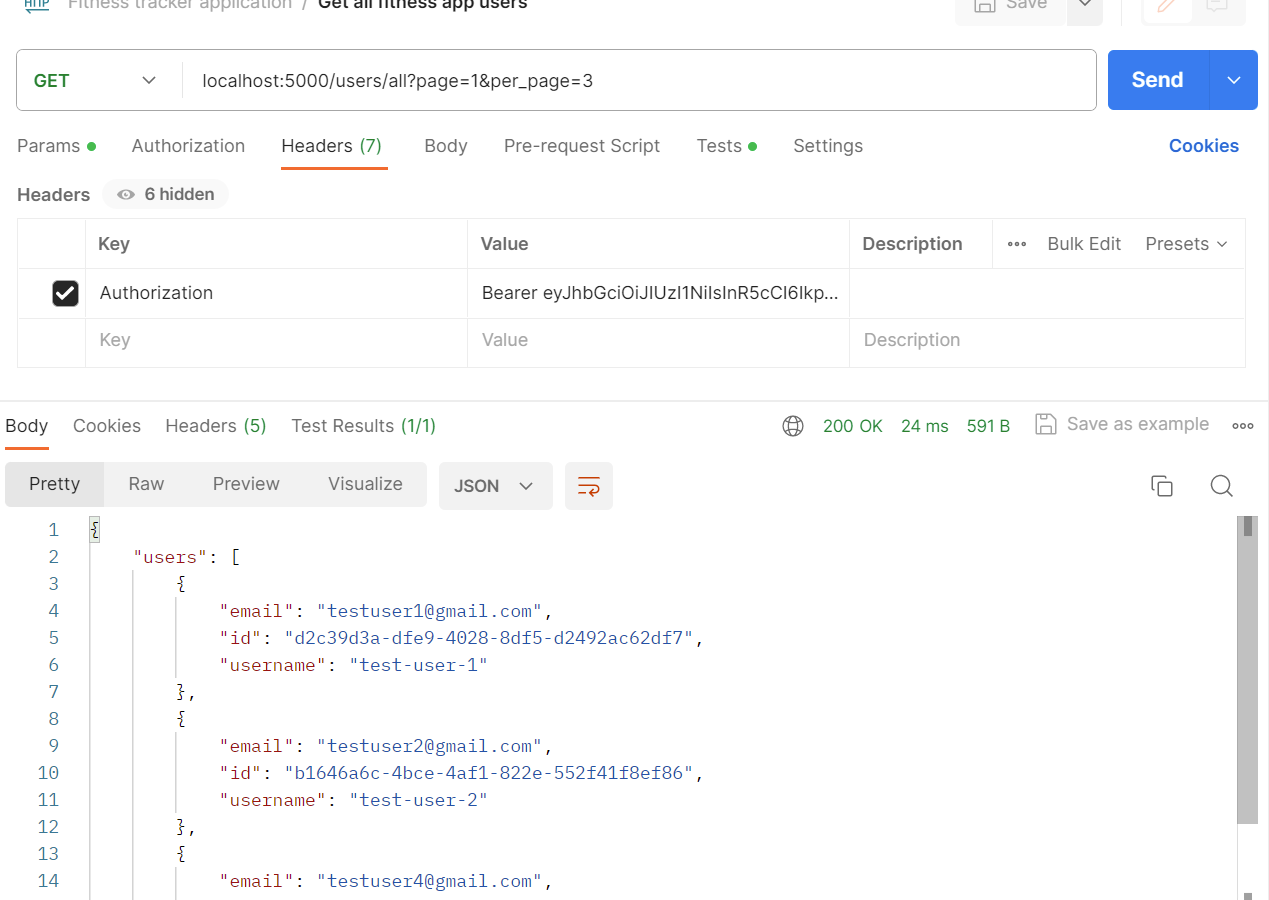 HTTP Fitness tracker application / Get all fitness app users Save
GET localhost:5000/users/all?page=1&per_page=3 Send
Params Authorization Headers (7) Body Pre-request Script Tests Settings Cookies
Headers 6 hidden
Key Value Description Bulk Edit Presets
Authorization Bearer eyJhbGciOiJIUzI1NiIsInR5cCI6Ikp...
Key Value Description
Body Cookies Headers (5) Test Results (1/1) 200 OK 24 ms 591 B Save as example
Pretty Raw Preview Visualize JSON
1 {
2 "users": [
3 {
4 "email": "testuser1@gmail.com",
5 "id": "d2c39d3a-dfe9-4028-8df5-d2492ac62df7",
6 "username": "test-user-1"
7 },
8 {
9 "email": "testuser2@gmail.com",
10 "id": "b1646a6c-4bce-4af1-822e-552f41f8ef86",
11 "username": "test-user-2"
12 },
13 {
14 "email": "testuser4@gmail.com",